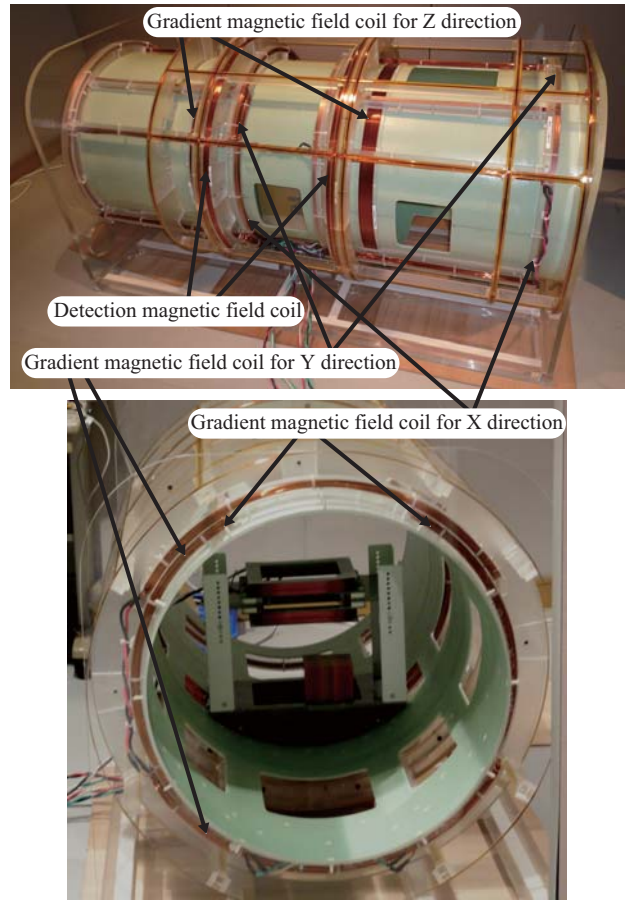 Gradient magnetic field coil for Z direction
Detection magnetic field coil
Gradient magnetic field coil for Y direction
Gradient magnetic field coil for X direction